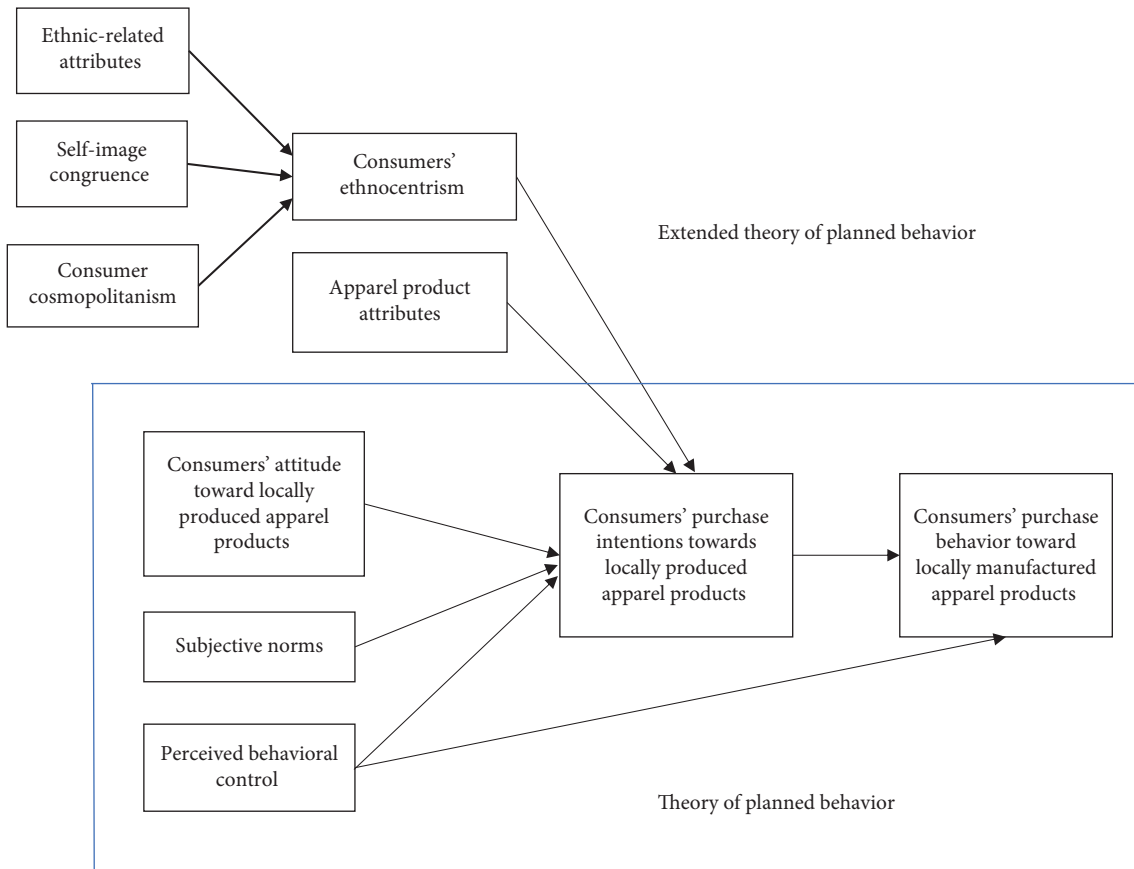 Ethnic-related
attributes
Self-image
congruence
Consumer
cosmopolitanism
Consumers’
ethnocentrism
Apparel product
attributes
Extended theory of planned behavior
Consumers’ attitude
toward locally
produced apparel
products
Subjective norms
Perceived behavioral
control
Consumers’ purchase
intentions towards
locally produced
apparel products
Consumers’ purchase
behavior toward
locally manufactured
apparel products
Theory of planned behavior